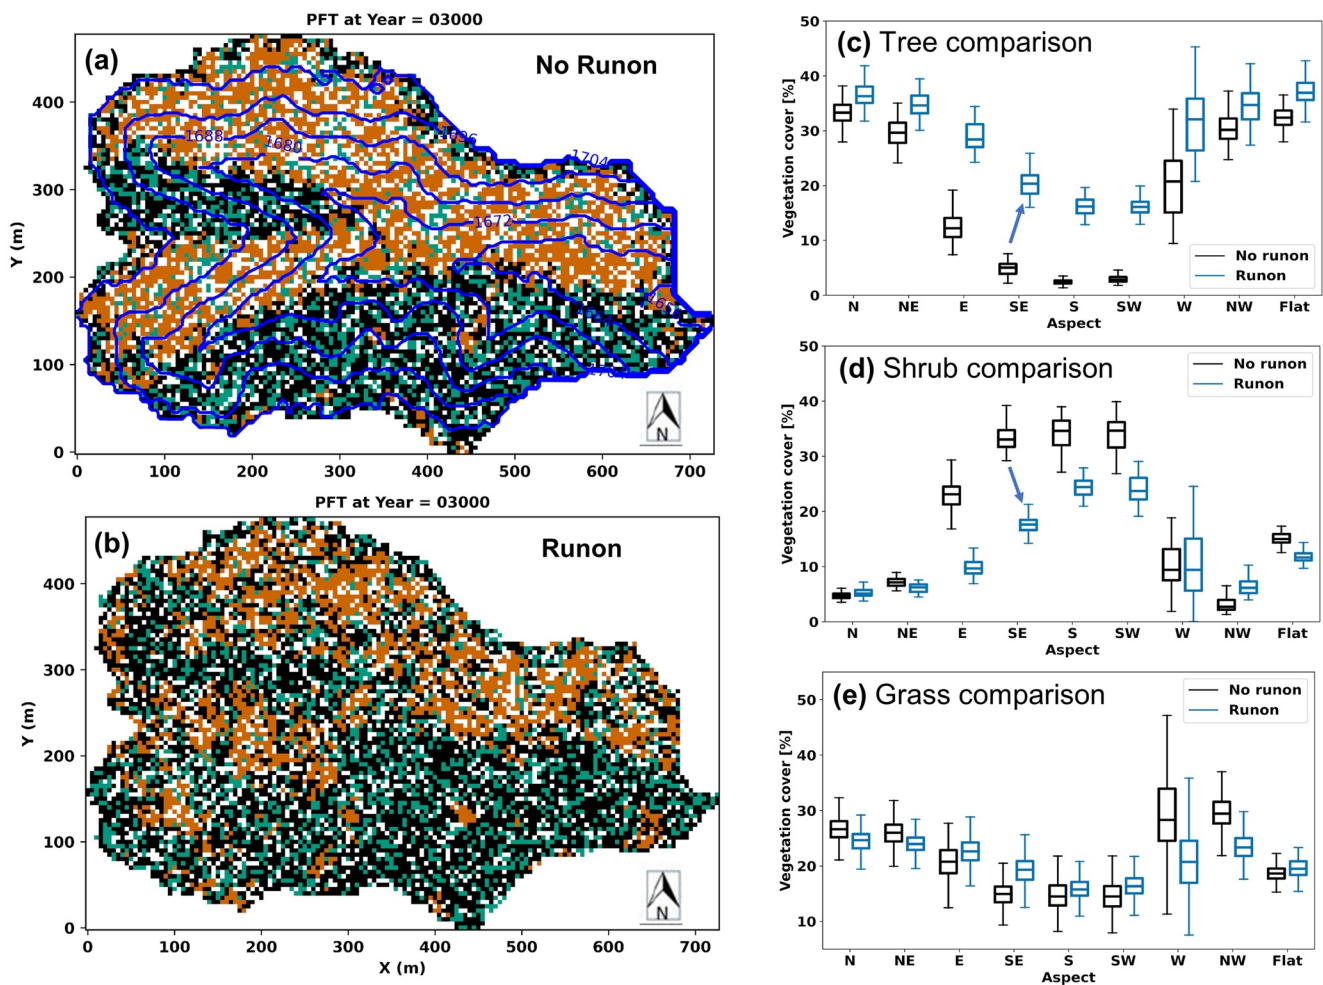 PFT at Year = 03000
(a)
No Runon
1688
1680
1696
1704
1672
Y (m)
400
300
200
100
0
0 100 200 300 400 500 600 700
N
PFT at Year = 03000
(b)
Runon
Y (m)
400
300
200
100
0
N
0 100 200 300 400 500 600 700
X (m)
(c) Tree comparison
Vegetation cover [%]
50
40
30
20
10
0
No runon
Runon
N NE E SE S SW W NW Flat
Aspect
(d) Shrub comparison
Vegetation cover [%]
50
40
30
20
10
0
No runon
Runon
N NE E SE S SW W NW Flat
Aspect
(e) Grass comparison
Vegetation cover [%]
50
40
30
20
10
No runon
Runon
N NE E SE S SW W NW Flat
Aspect